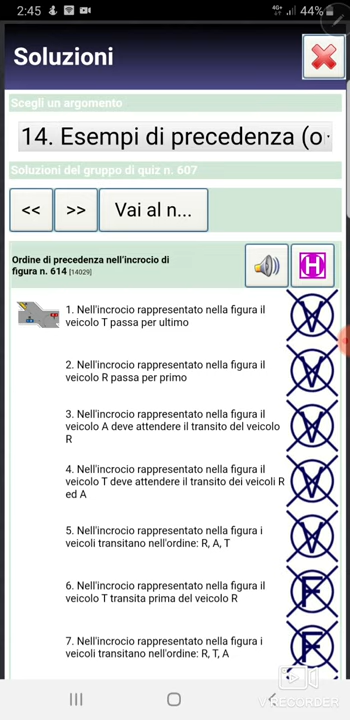 2:45
4G+
44%
Soluzioni
Scegli un argomento
14. Esempi di precedenza (o
Soluzioni del gruppo di quiz n. 607
<< >> Vai al n...
Ordine di precedenza nell'incrocio di
figura n. 614 [14029]
H
1. Nell'incrocio rappresentato nella figura il
veicolo T passa per ultimo
V
2. Nell'incrocio rappresentato nella figura il
veicolo R passa per primo
V
3. Nell'incrocio rappresentato nella figura il
veicolo A deve attendere il transito del veicolo
R
V
4. Nell'incrocio rappresentato nella figura il
veicolo T deve attendere il transito dei veicoli R
ed A
V
5. Nell'incrocio rappresentato nella figura i
veicoli transitano nell'ordine: R, A, T
V
6. Nell'incrocio rappresentato nella figura il
veicolo T transita prima del veicolo R
F
7. Nell'incrocio rappresentato nella figura i
veicoli transitano nell'ordine: R, T, A
F
V RECORDER